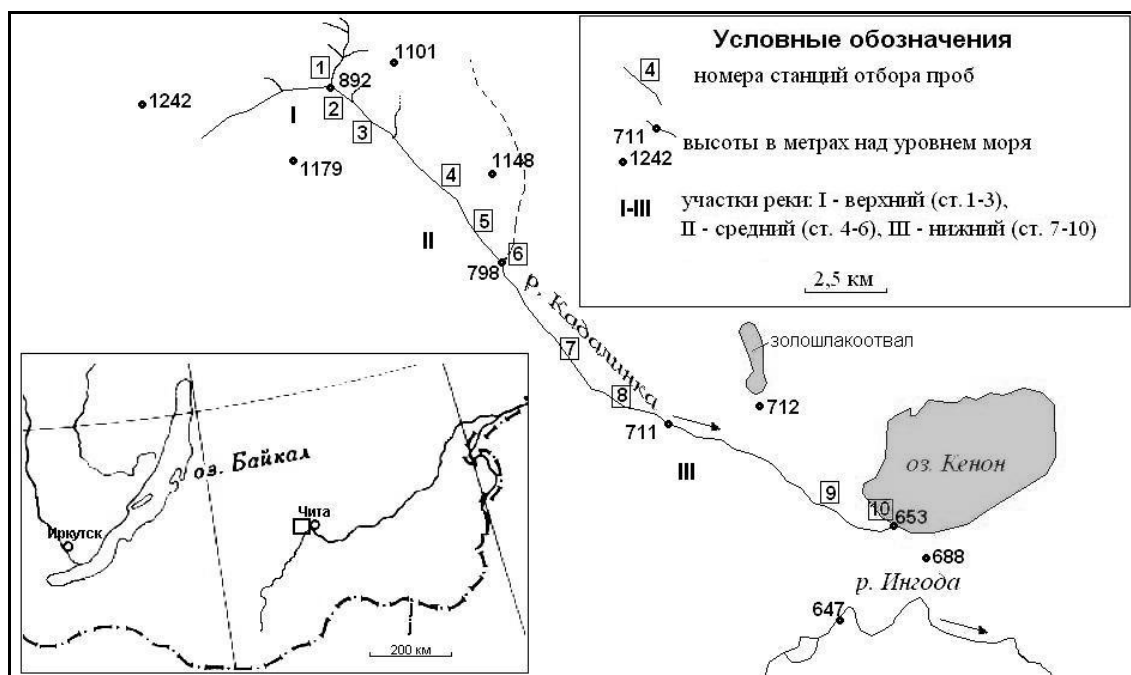 Условные обозначения
4
номера станций отбора проб
711
1242
высоты в метрах над уровнем моря
I-III
участки реки: I - верхний (ст. 1-3),
II - средний (ст. 4-6), III - нижний (ст. 7-10)
2,5 км
1
892
1101
1242
I
2
3
1179
1148
4
5
II
6
798
р. Кадалинка
7
8
711
III
золошлакоотвал
712
оз. Кенон
9
10
653
688
р. Ингода
647
оз. Байкал
Иркутск
Чита
200 км